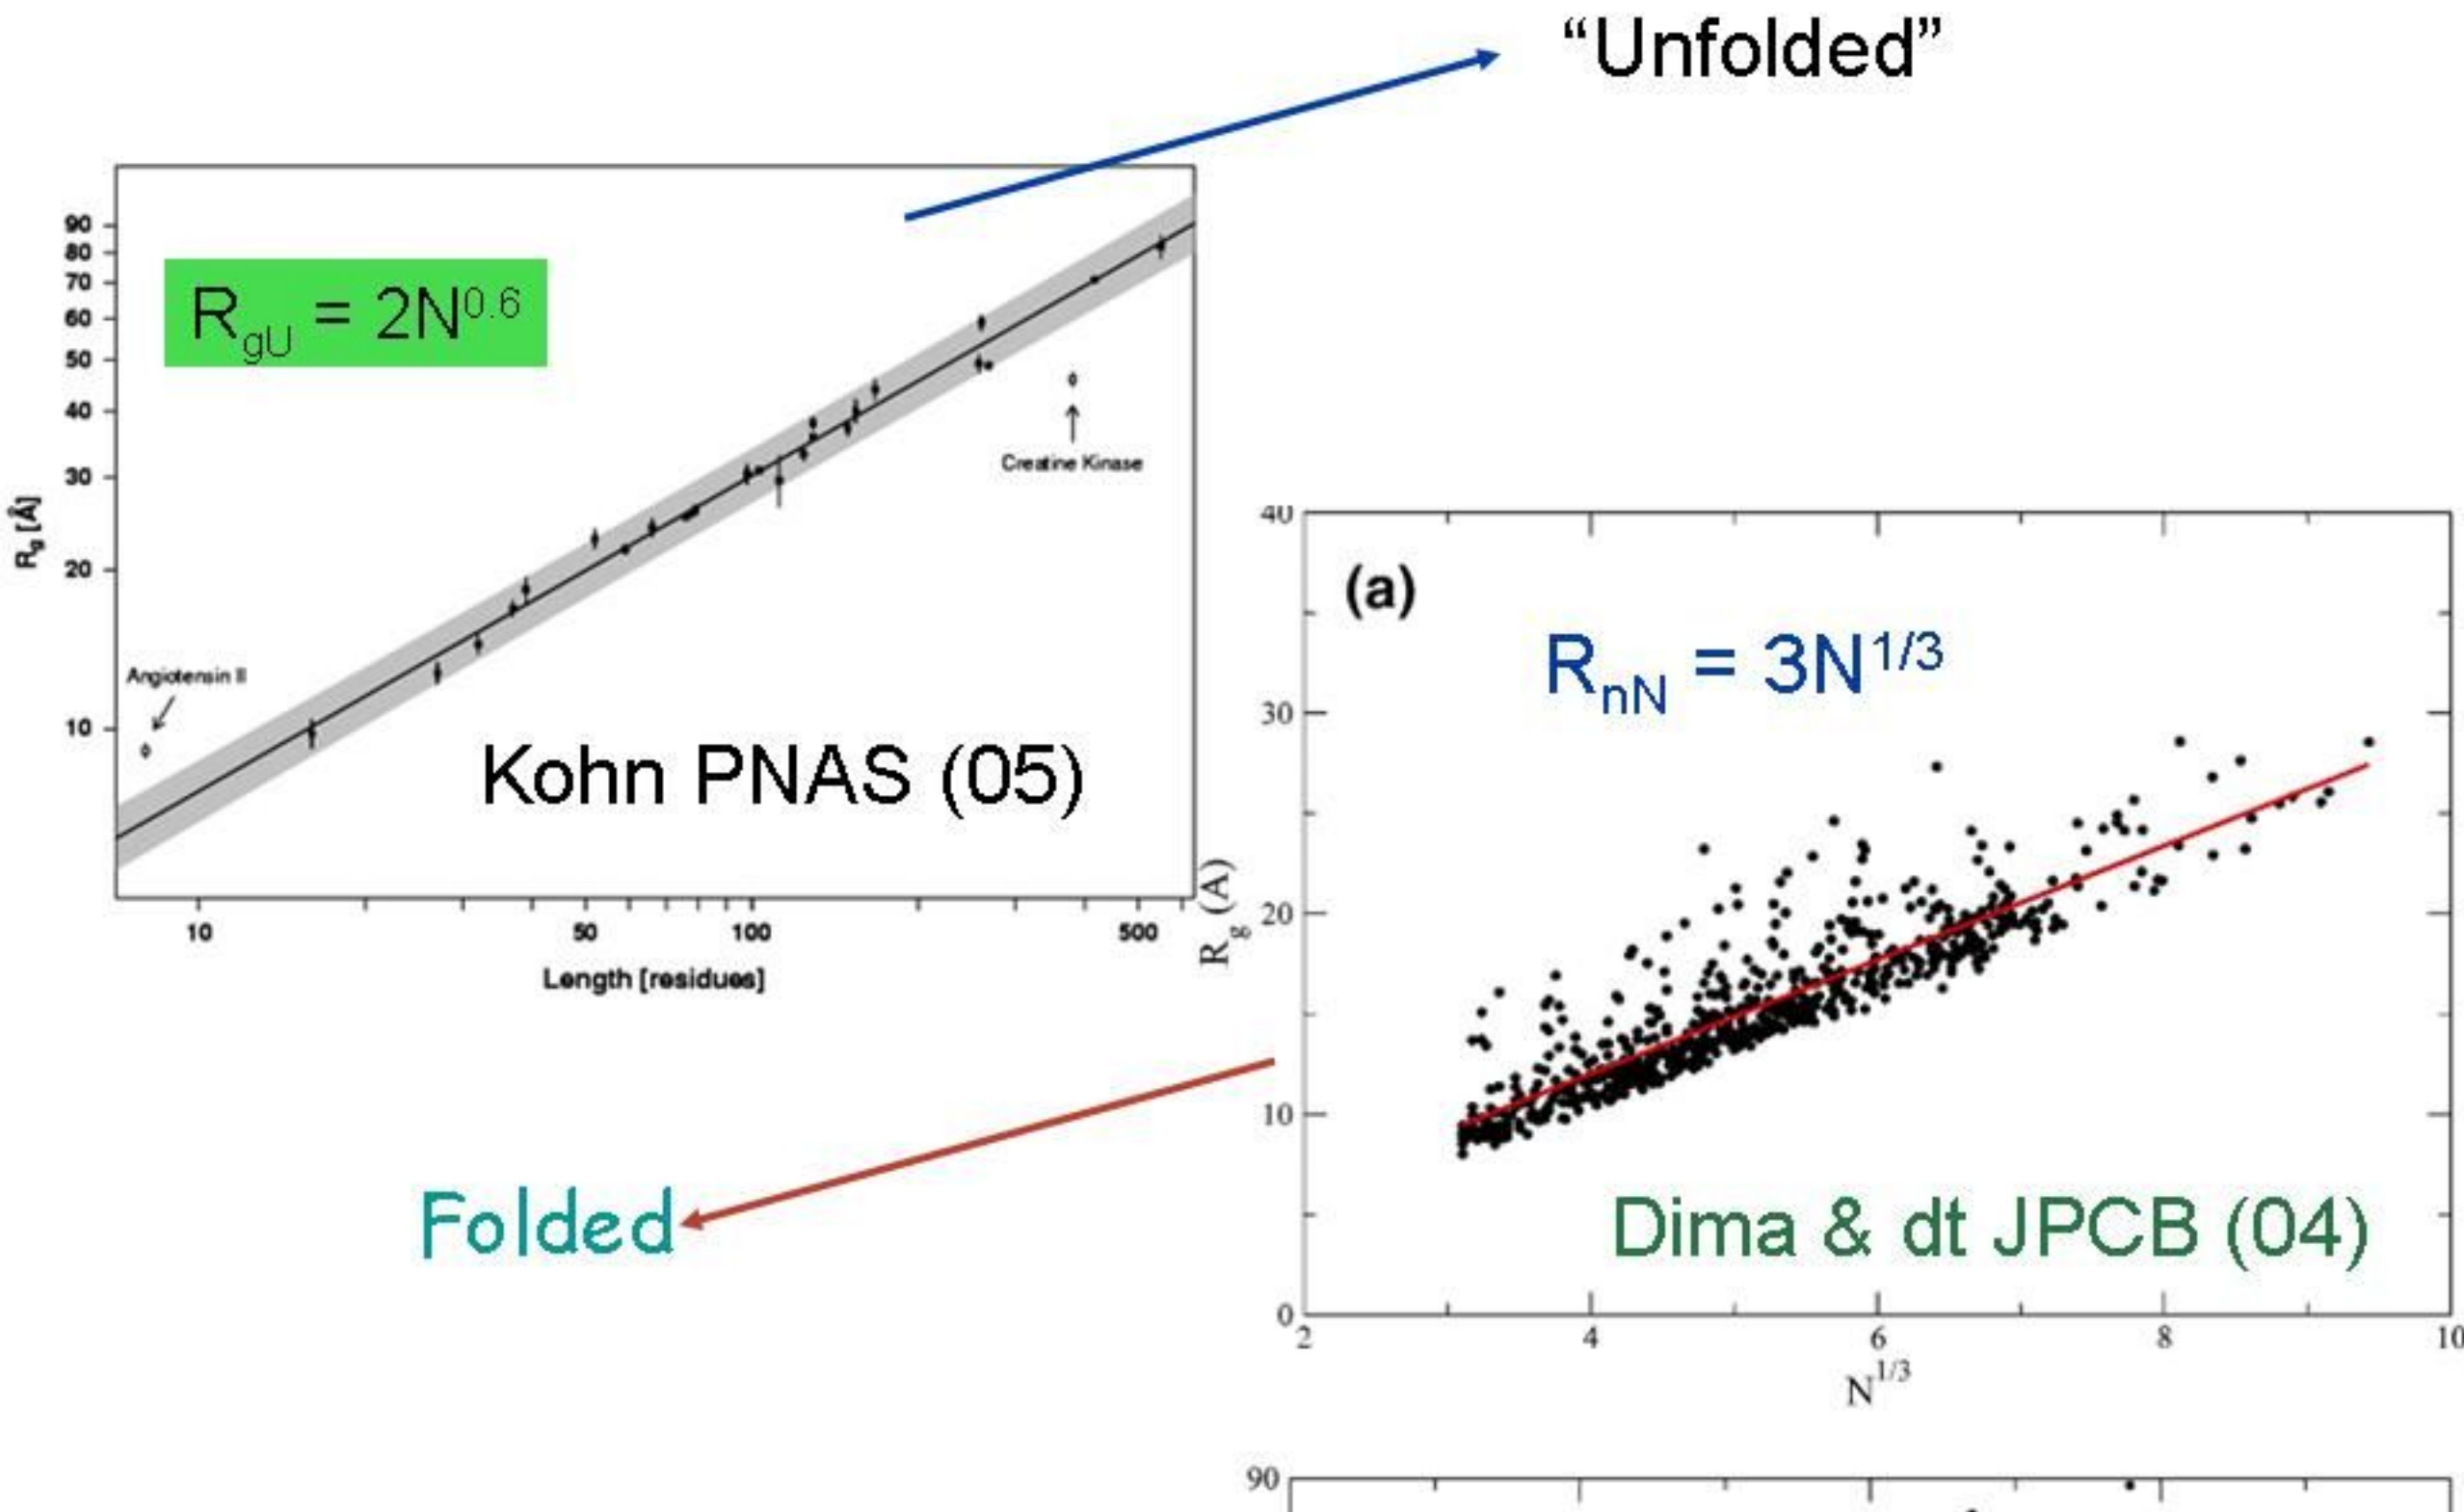 “Unfolded”
90
80
70
60
50
40
30
20
10
R_g [Å]
R_gU = 2N^0.6
Creatine Kinase
Angiotensin II
Kohn PNAS (05)
10 50 100 500
Length [residues]
40
30
20
10
0
R_g (A)
(a)
R_nN = 3N^1/3
Dima & dt JPCB (04)
2 4 6 8 10
N^1/3
Folded
90